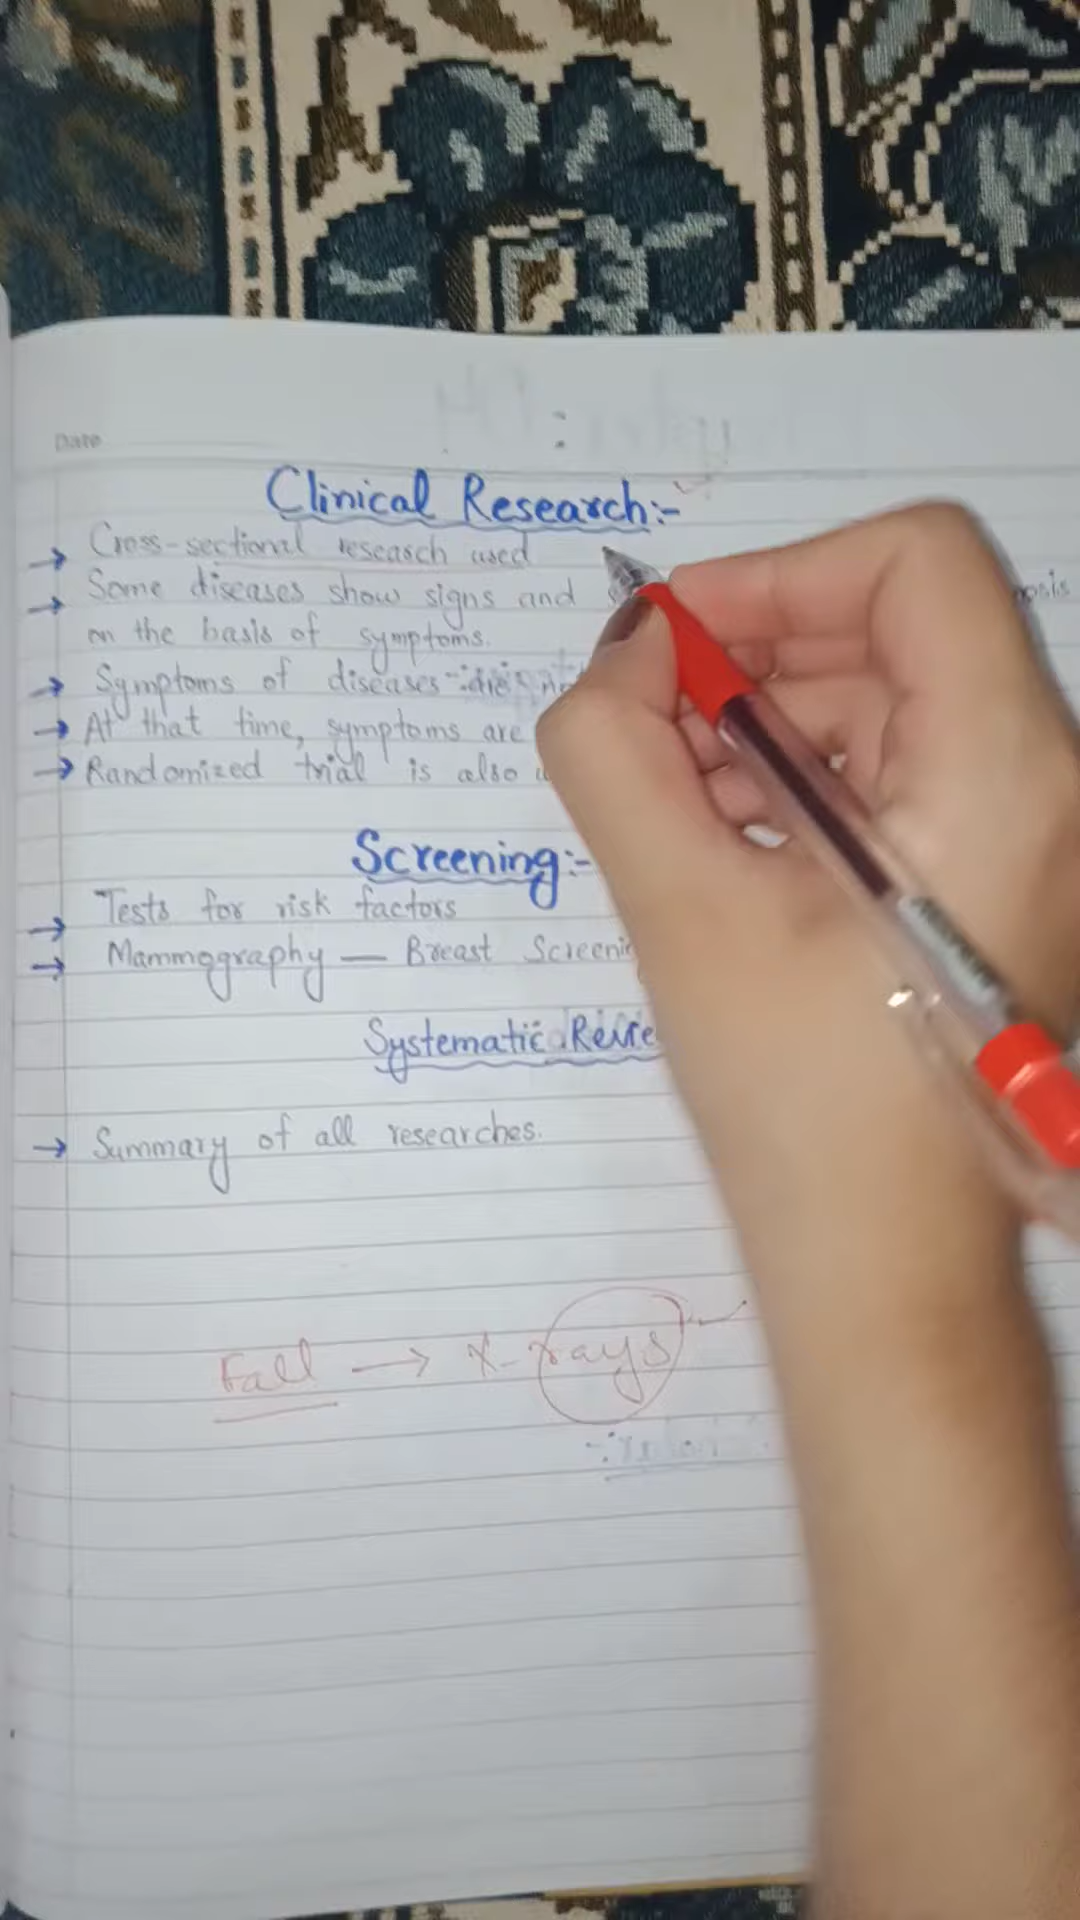 Date
Clinical Research:-
→ Cross-sectional research used
→ Some diseases show signs and
on the basis of symptoms.
→ Symptoms of diseases
→ At that time, symptoms are
→ Randomized trial is also
Screening:-
→ Tests for risk factors
→ Mammography — Breast
Systematic
→ Summary of all researches.
Fall → X-rays